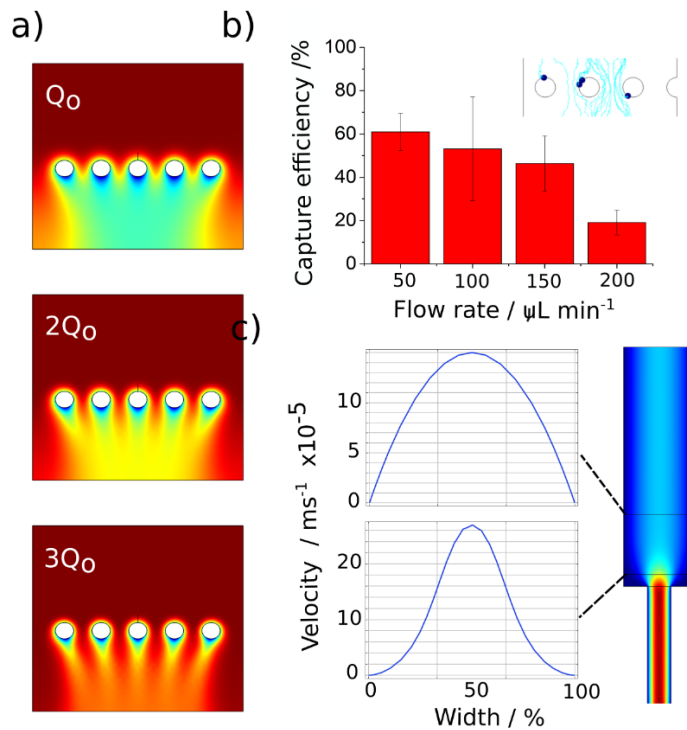 a)
Qo
2Qo
3Qo
b)
Capture efficiency /%
100
80
60
40
20
0
50 100 150 200
Flow rate / µL min⁻¹
c)
Velocity / ms⁻¹ x10⁻⁵
10
5
0
20
10
0
0 50 100
Width / %